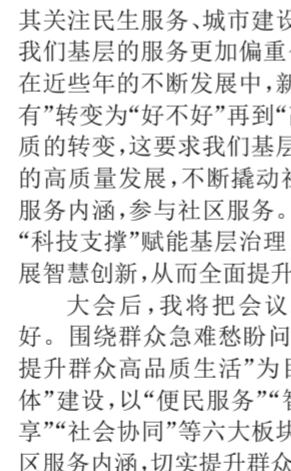 其关注民生服务、城市建设
我们基层的服务更加偏重
在近些年的不断发展中,新
有”转变为“好不好”再到“
质的转变,这要求我们基层
的高质量发展,不断撬动社
服务内涵,参与社区服务。
“科技支撑”赋能基层治理
展智慧创新,从而全面提升
大会后,我将把会议
好。围绕群众急难愁盼问
提升群众高品质生活”为目
体”建设,以“便民服务”“智
享”“社会协同”等六大板块
区服务内涵,切实提升群众